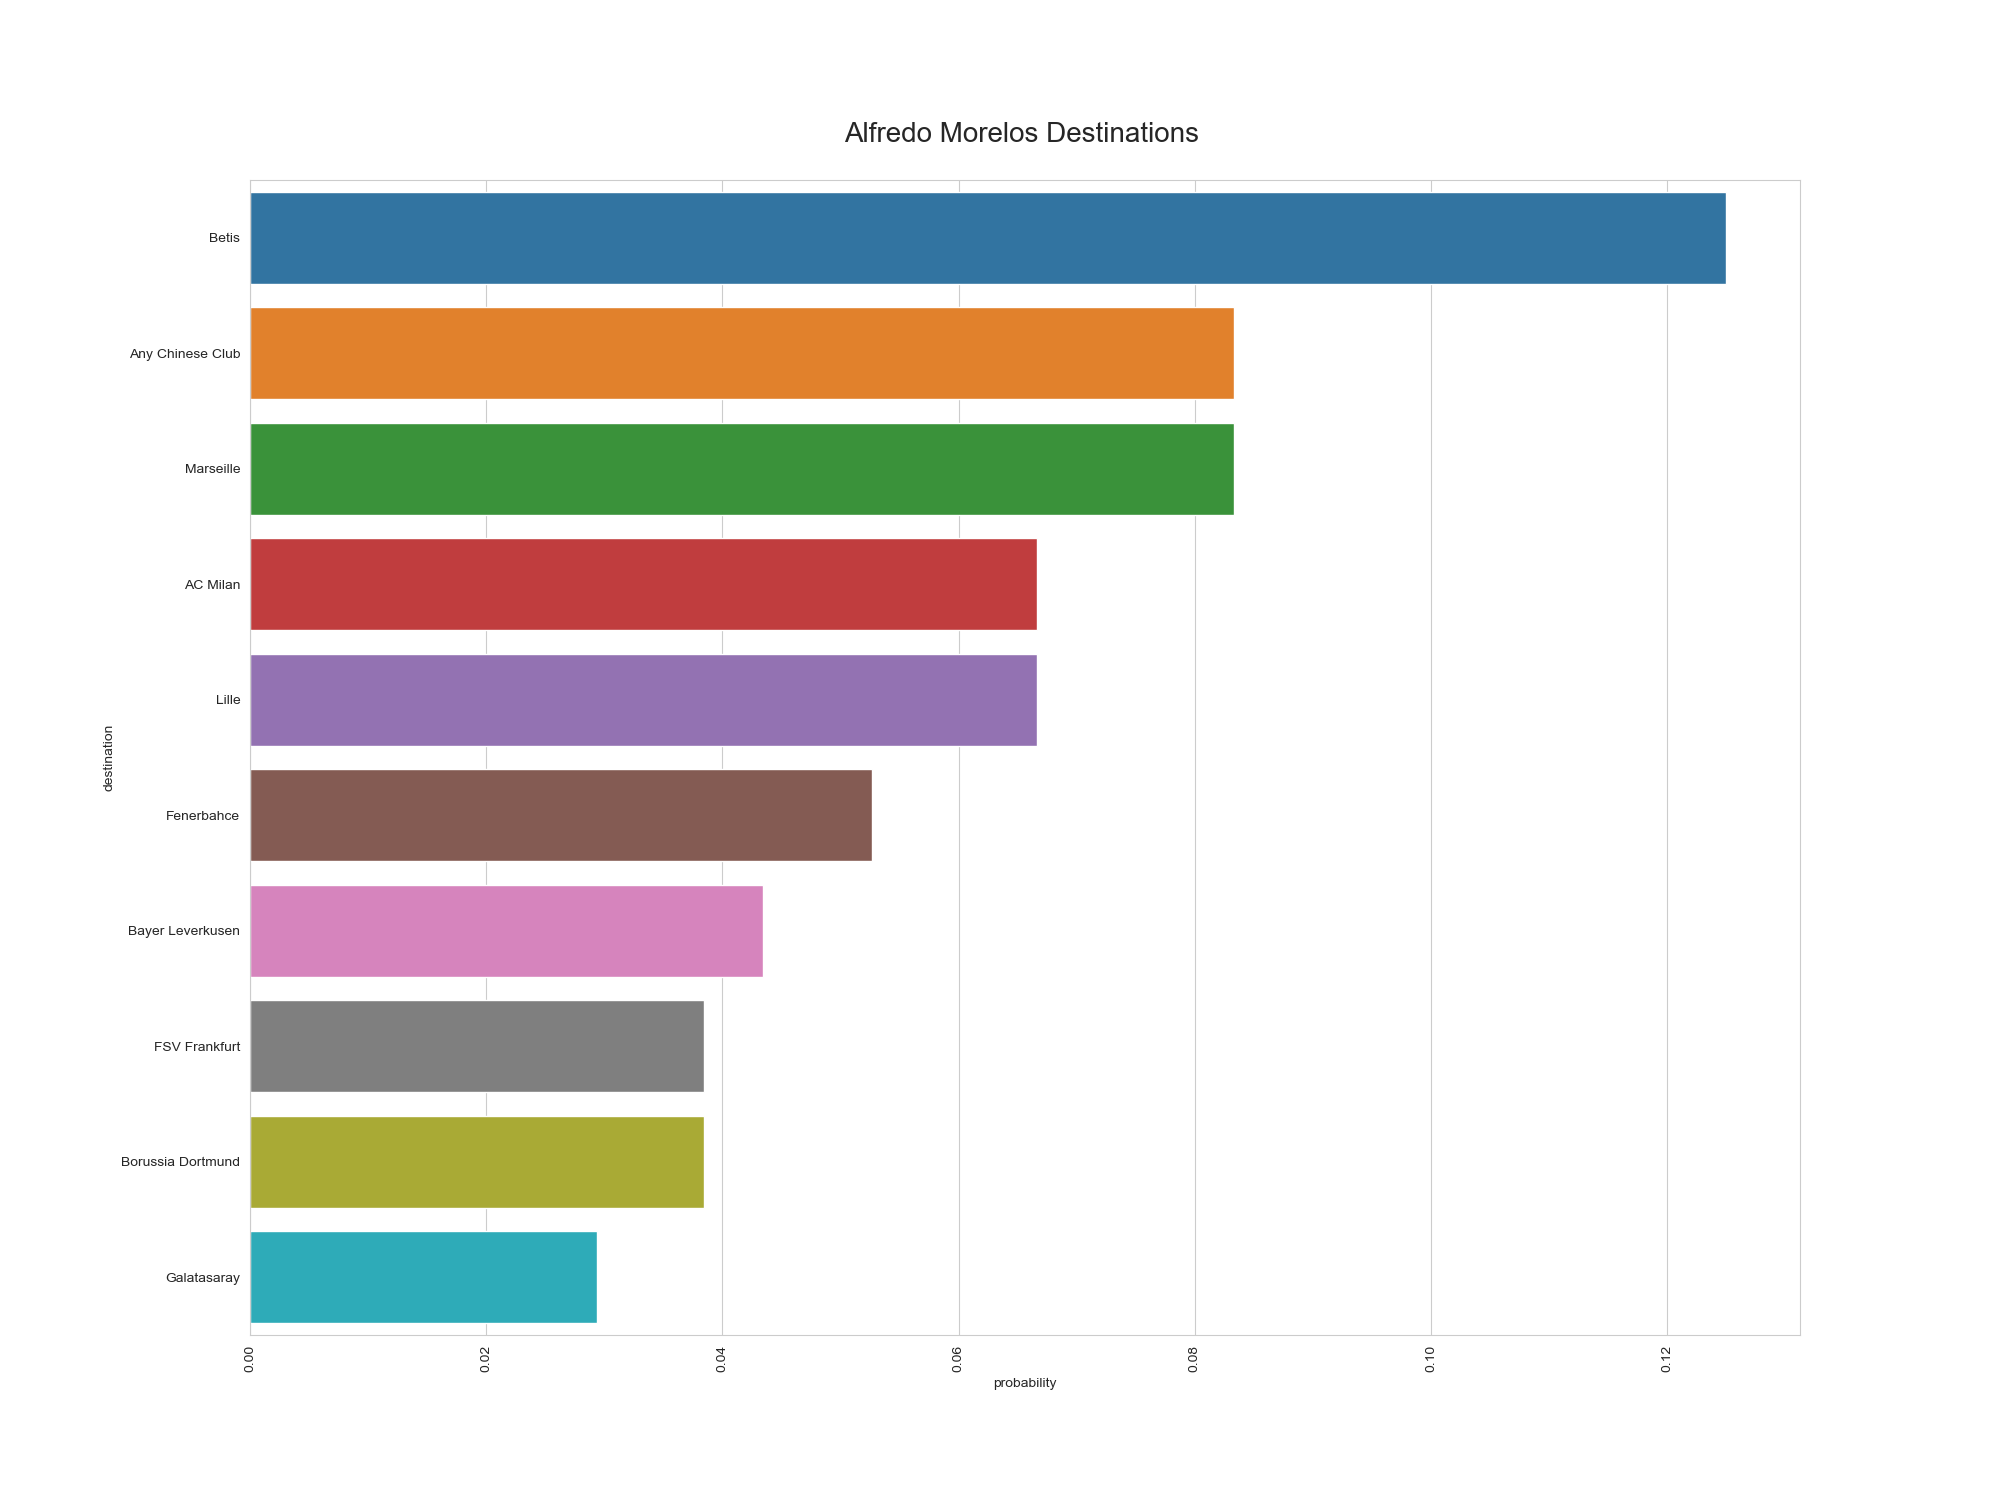 Alfredo Morelos Destinations
destination
Betis
Any Chinese Club
Marseille
AC Milan
Lille
Fenerbahce
Bayer Leverkusen
FSV Frankfurt
Borussia Dortmund
Galatasaray
0.00
0.02
0.04
0.06
0.08
0.10
0.12
probability